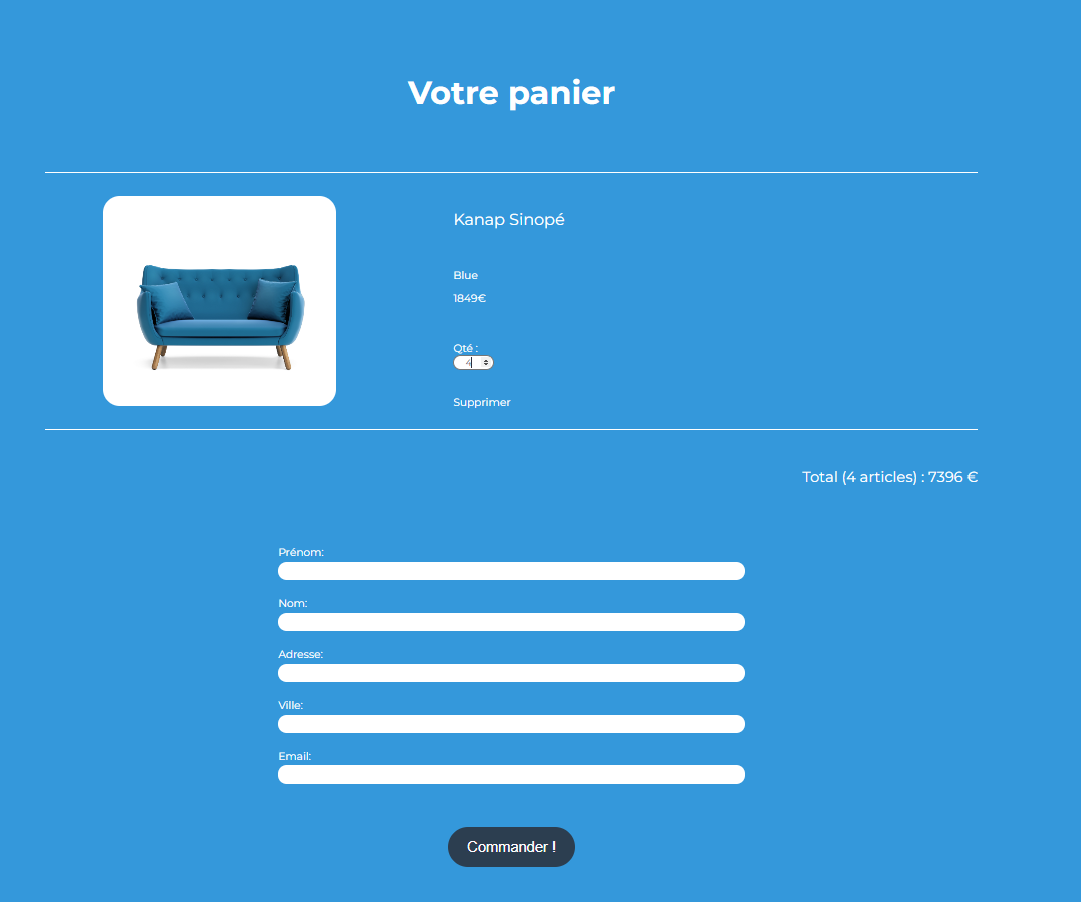 Votre panier
Kanap Sinopé
Blue
1849€
Qté :
4
Supprimer
Total (4 articles) : 7396 €
Prénom:
Nom:
Adresse:
Ville:
Email:
Commander !